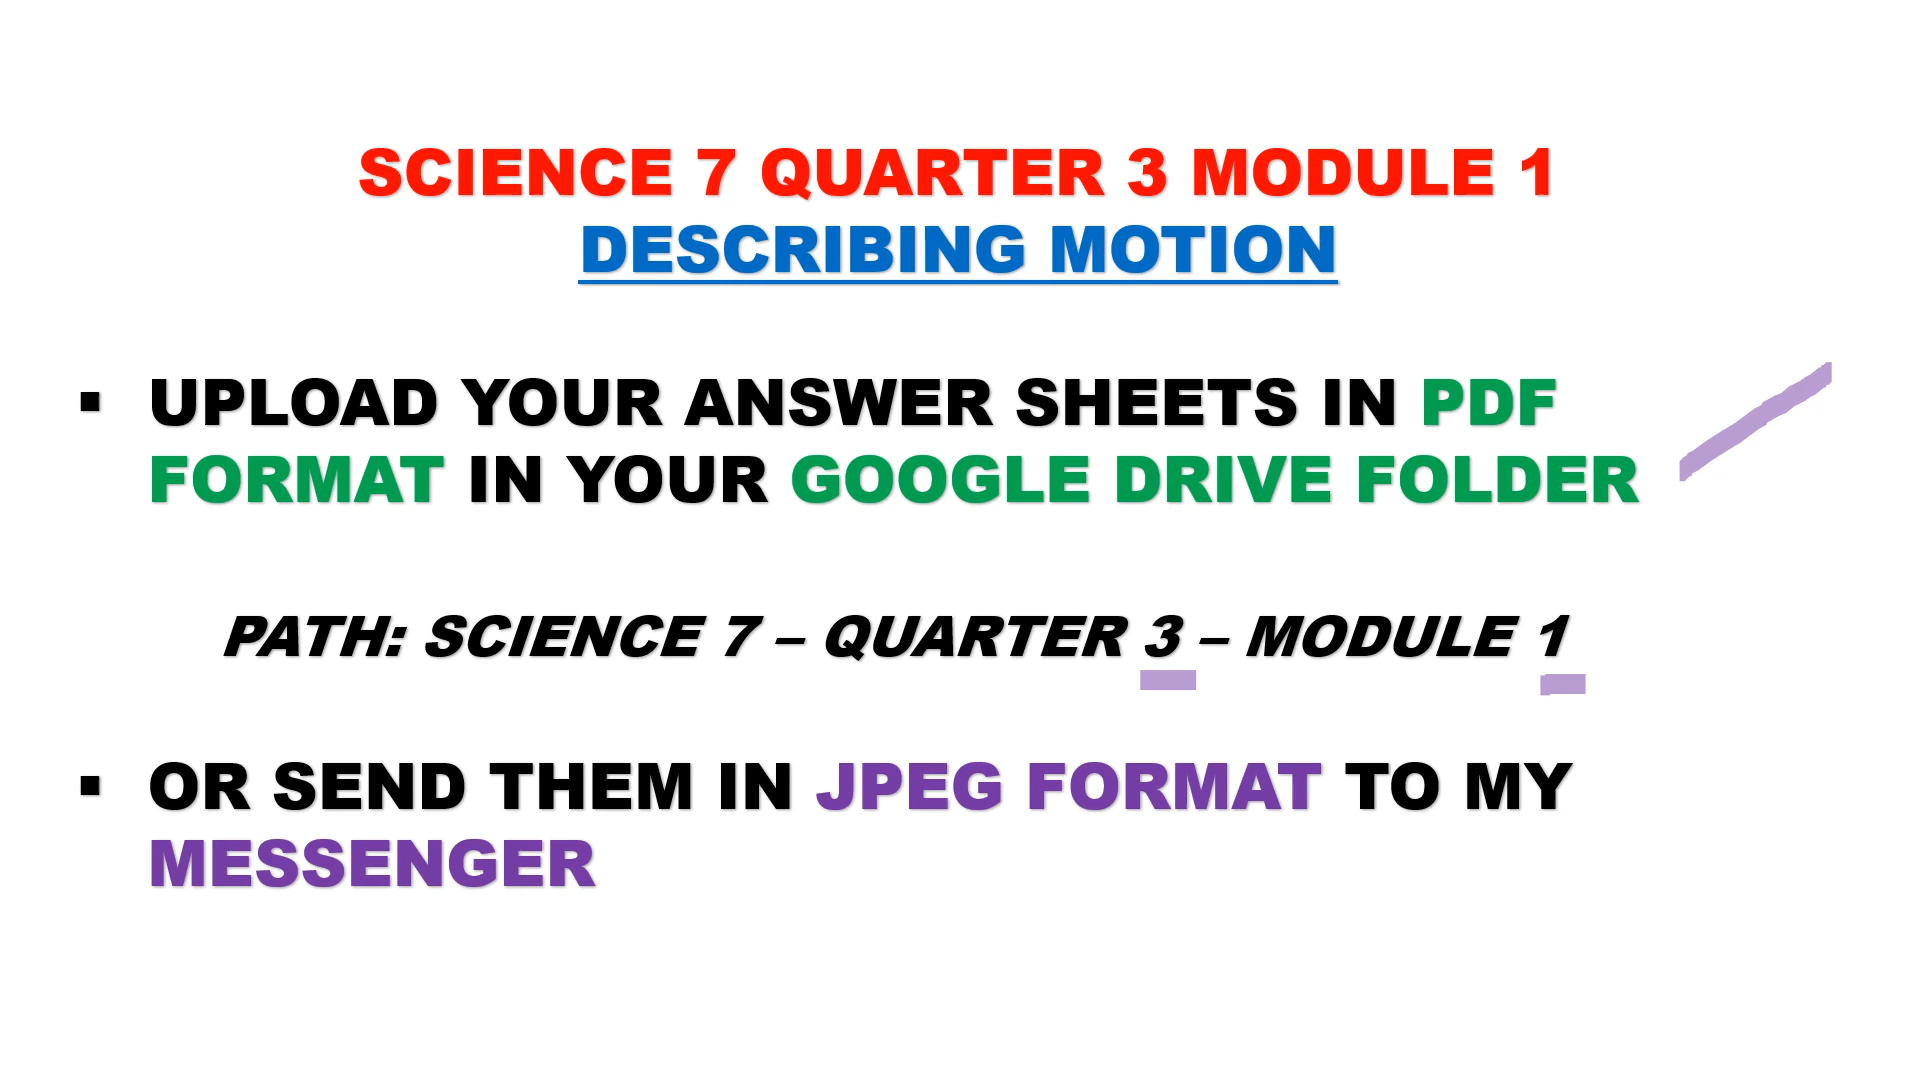 SCIENCE 7 QUARTER 3 MODULE 1
DESCRIBING MOTION
▪ UPLOAD YOUR ANSWER SHEETS IN PDF
FORMAT IN YOUR GOOGLE DRIVE FOLDER
PATH: SCIENCE 7 – QUARTER 3 – MODULE 1
▪ OR SEND THEM IN JPEG FORMAT TO MY
MESSENGER